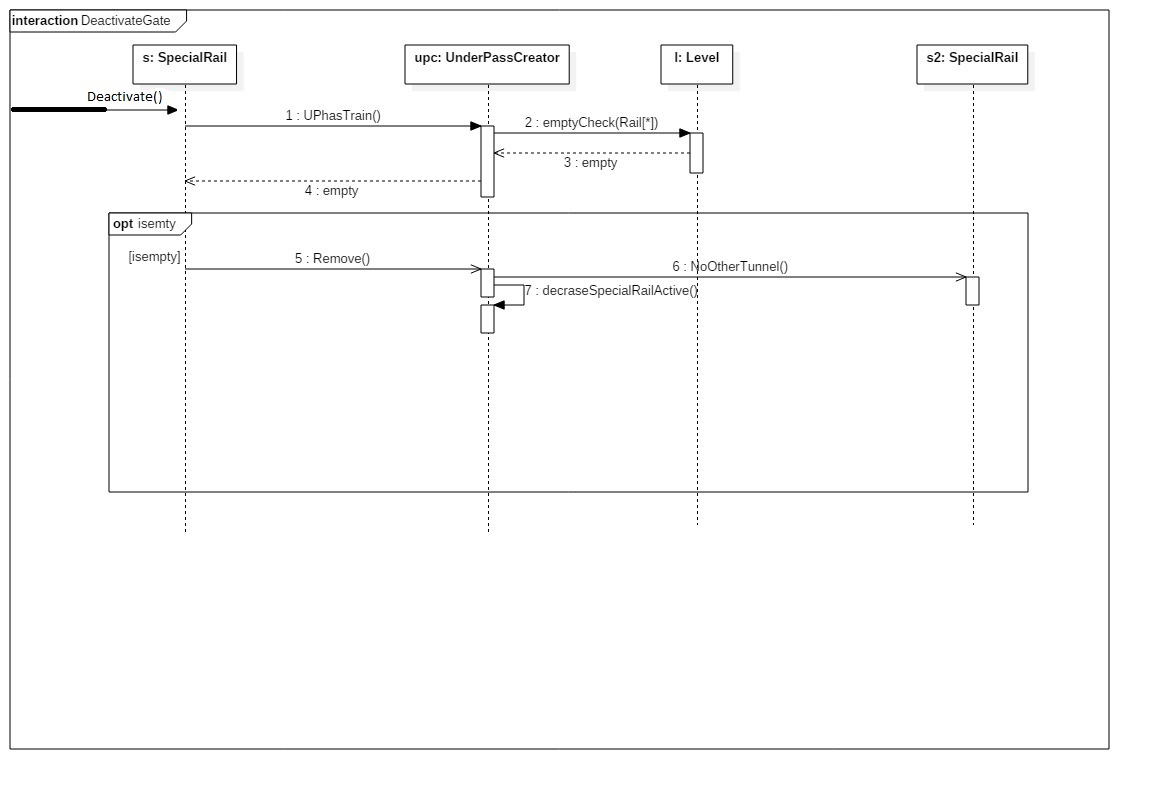 interaction DeactivateGate
s: SpecialRail
upc: UnderPassCreator
l: Level
s2: SpecialRail
Deactivate()
1 : UPhasTrain()
2 : emptyCheck(Rail[*])
3 : empty
4 : empty
opt isemty
[isempty]
5 : Remove()
6 : NoOtherTunnel()
7 : decraseSpecialRailActive()